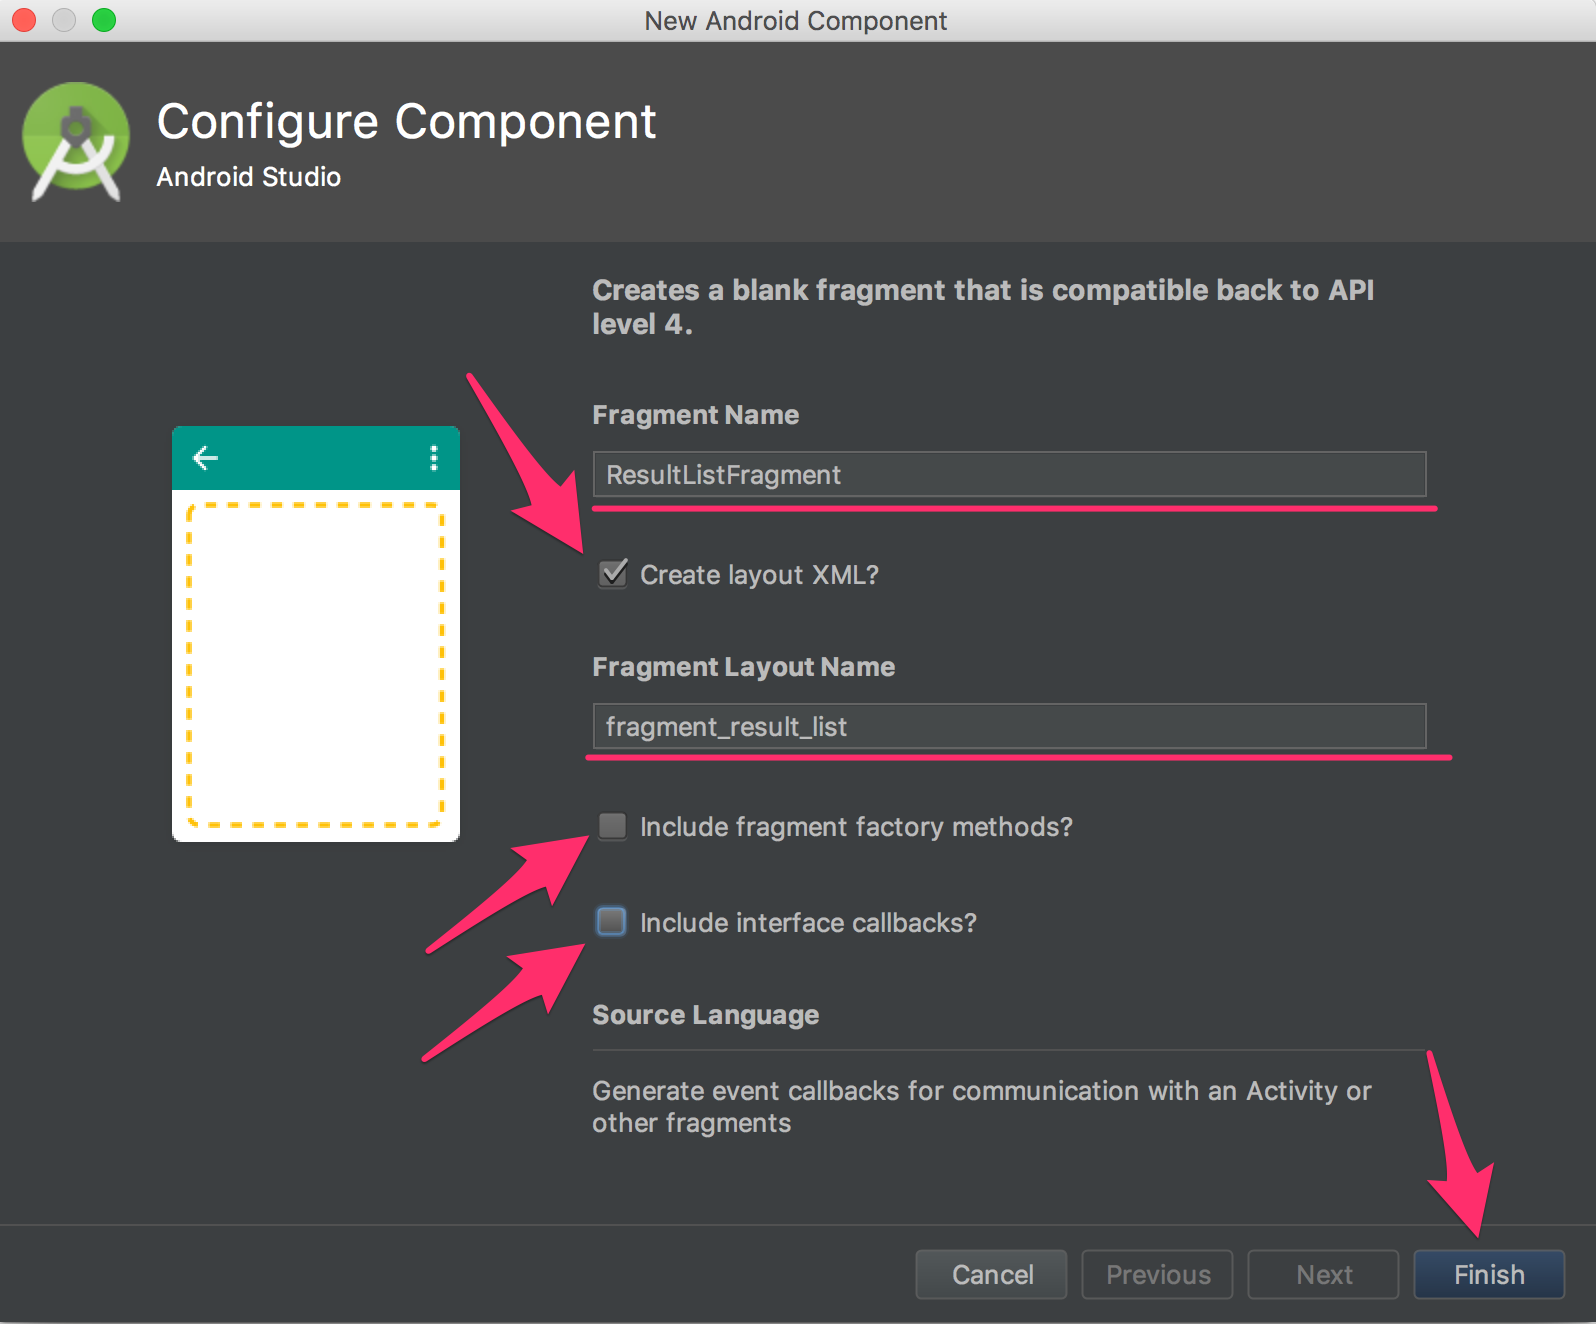 New Android Component
Configure Component
Android Studio
Creates a blank fragment that is compatible back to API
level 4.
Fragment Name
ResultListFragment
Create layout XML?
Fragment Layout Name
fragment_result_list
Include fragment factory methods?
Include interface callbacks?
Source Language
Generate event callbacks for communication with an Activity or
other fragments
Cancel
Previous
Next
Finish